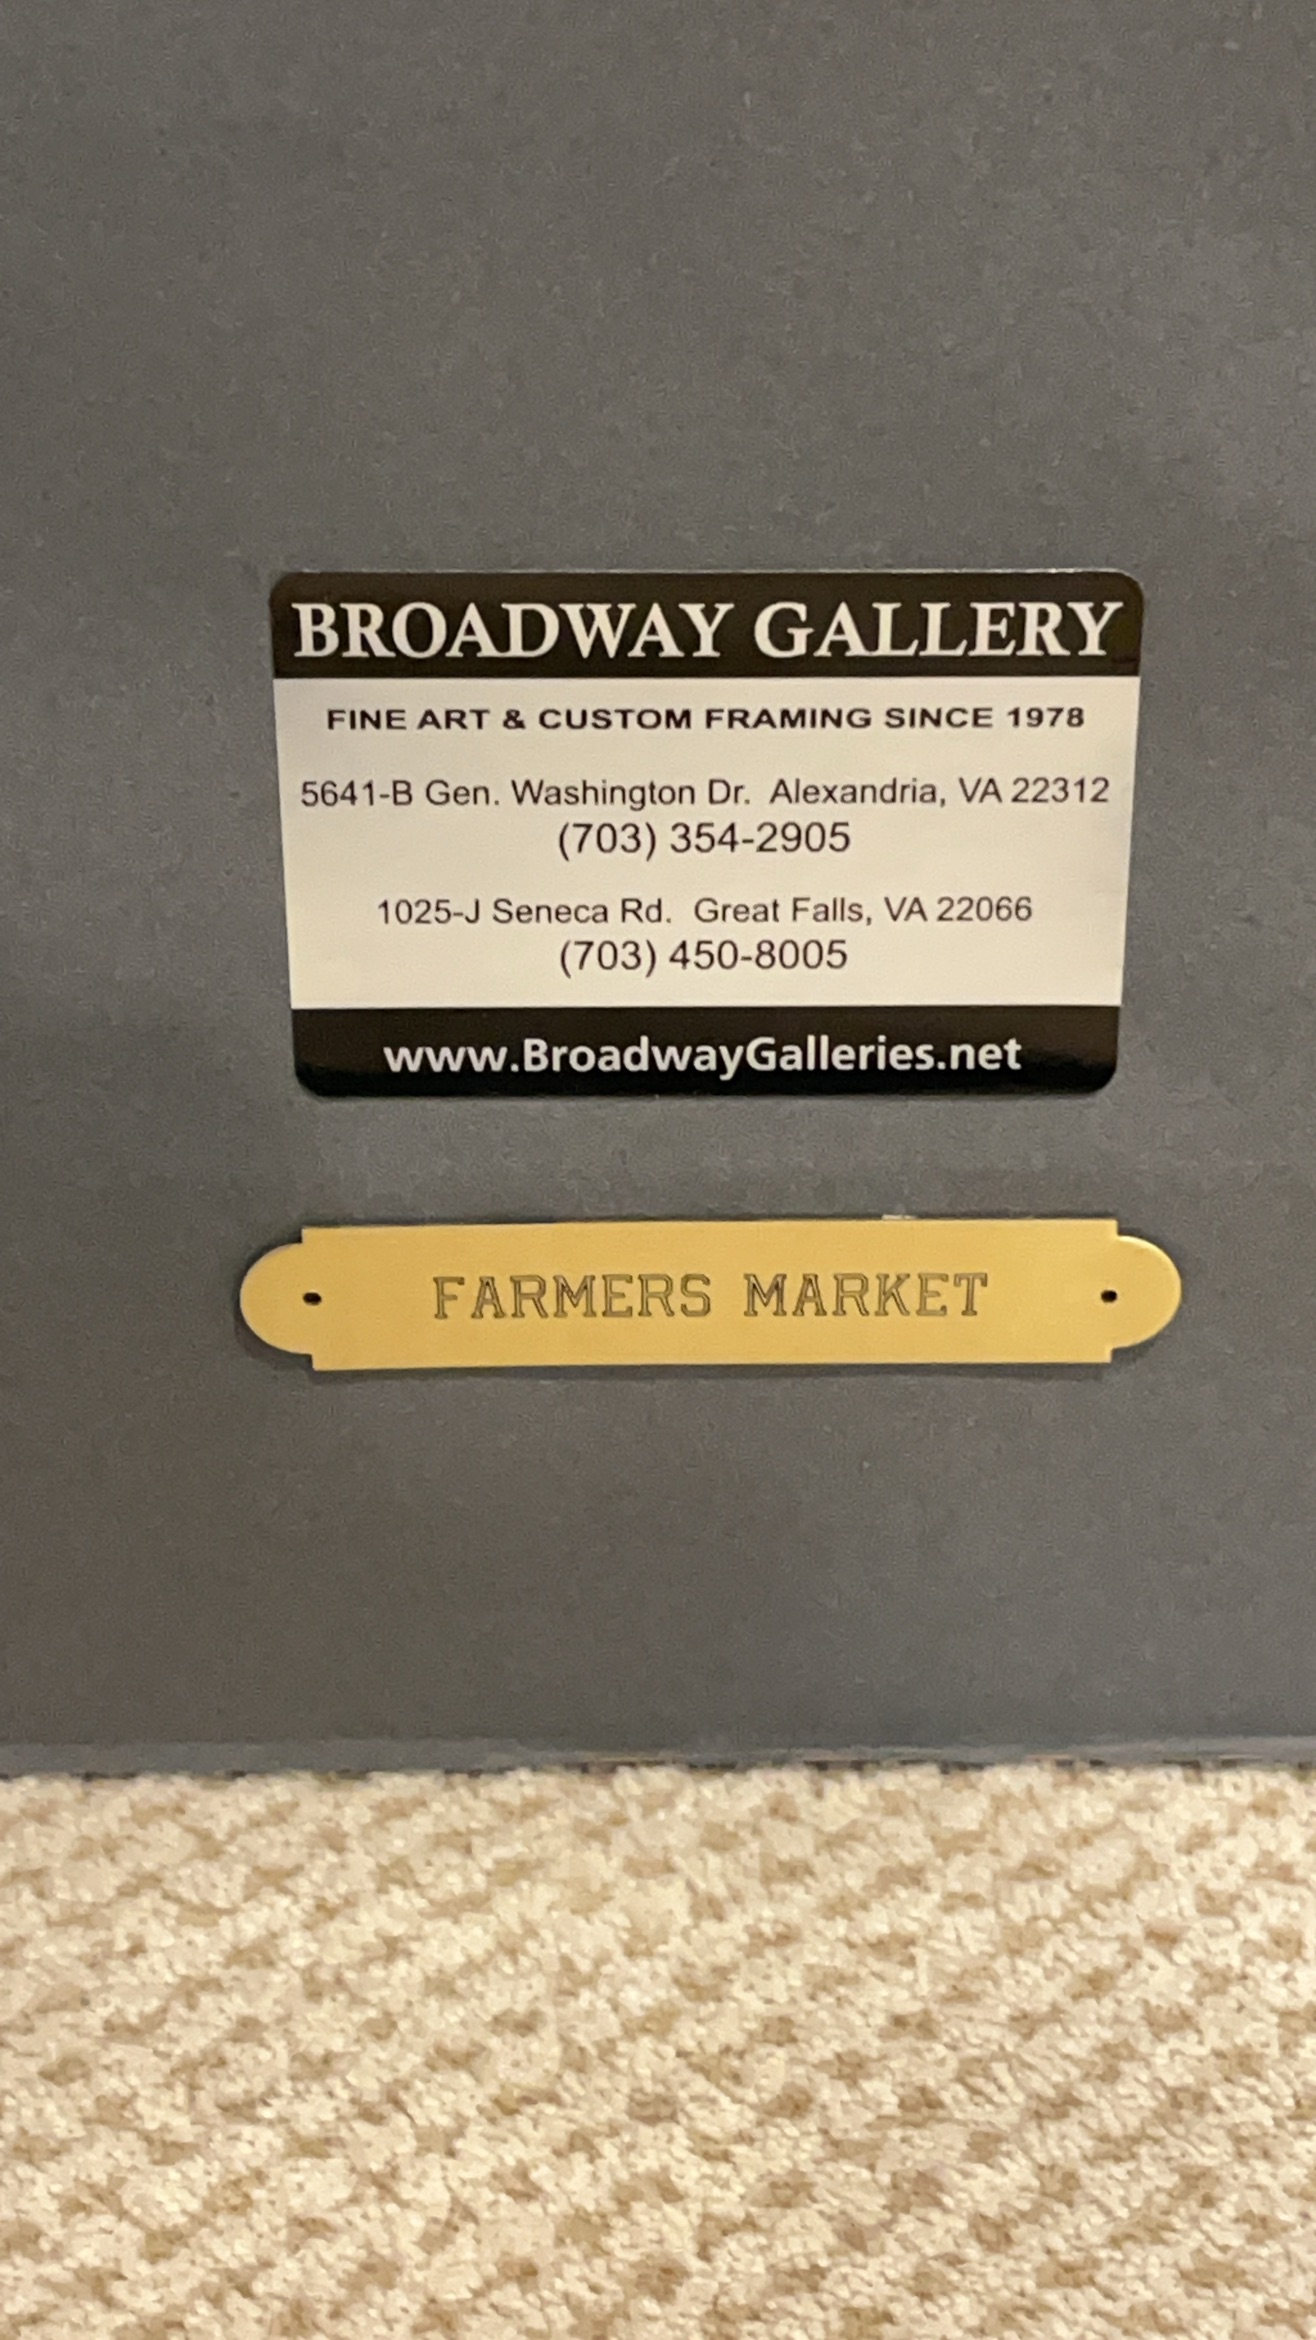 BROADWAY GALLERY
FINE ART & CUSTOM FRAMING SINCE 1978
5641-B Gen. Washington Dr. Alexandria, VA 22312
(703) 354-2905
1025-J Seneca Rd. Great Falls, VA 22066
(703) 450-8005
www.BroadwayGalleries.net
FARMERS MARKET